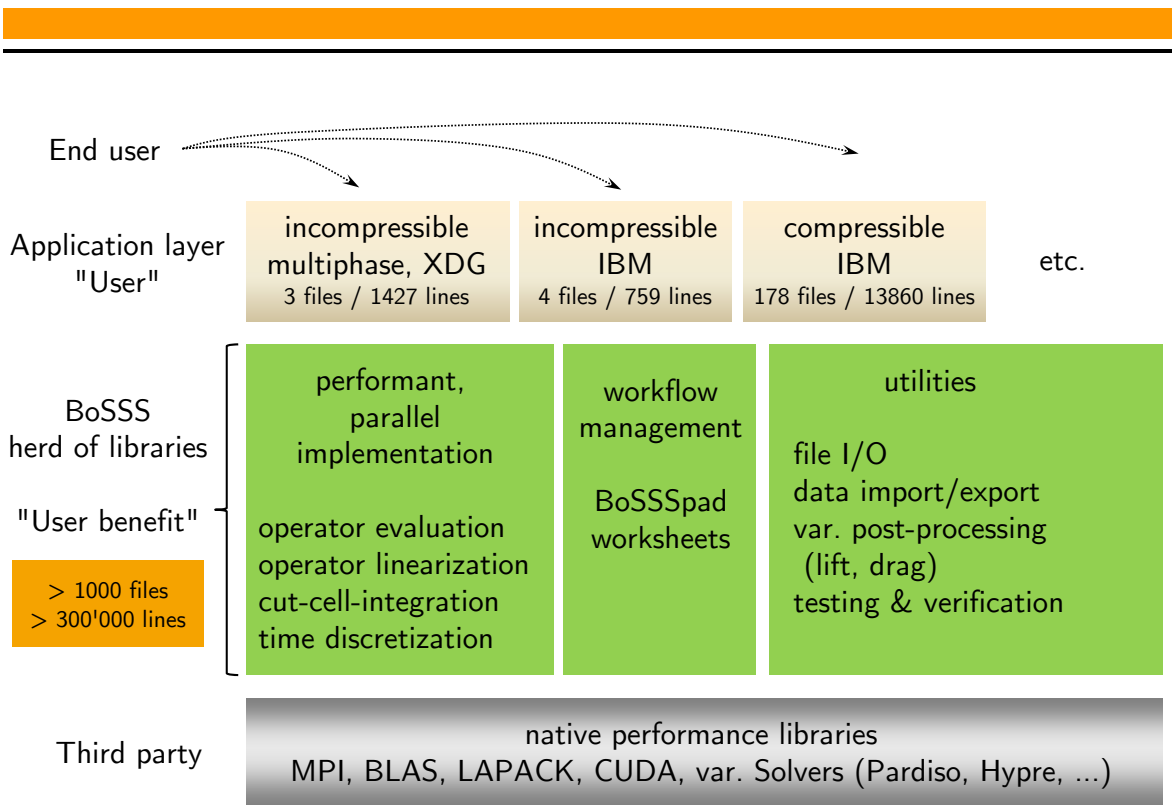 End user
Application layer
"User"
incompressible
multiphase, XDG
3 files / 1427 lines
incompressible
IBM
4 files / 759 lines
compressible
IBM
178 files / 13860 lines
etc.
BoSSS
herd of libraries
"User benefit"
> 1000 files
> 300'000 lines
performant,
parallel
implementation
operator evaluation
operator linearization
cut-cell-integration
time discretization
workflow
management
BoSSSpad
worksheets
utilities
file I/O
data import/export
var. post-processing
(lift, drag)
testing & verification
Third party
native performance libraries
MPI, BLAS, LAPACK, CUDA, var. Solvers (Pardiso, Hypre, ...)